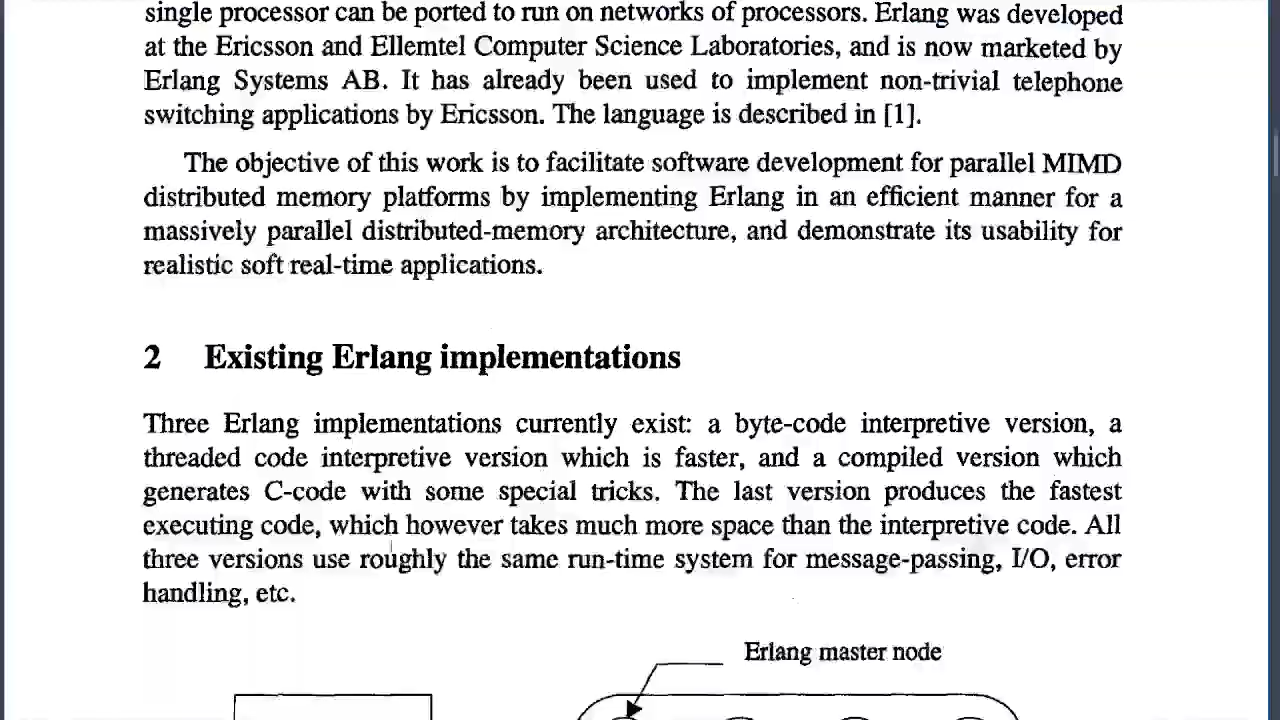 single processor can be ported to run on networks of processors. Erlang was developed
at the Ericsson and Ellemtel Computer Science Laboratories, and is now marketed by
Erlang Systems AB. It has already been used to implement non-trivial telephone
switching applications by Ericsson. The language is described in [1].
The objective of this work is to facilitate software development for parallel MIMD
distributed memory platforms by implementing Erlang in an efficient manner for a
massively parallel distributed-memory architecture, and demonstrate its usability for
realistic soft real-time applications.
2 Existing Erlang implementations
Three Erlang implementations currently exist: a byte-code interpretive version, a
threaded code interpretive version which is faster, and a compiled version which
generates C-code with some special tricks. The last version produces the fastest
executing code, which however takes much more space than the interpretive code. All
three versions use roughly the same run-time system for message-passing, I/O, error
handling, etc.
Erlang master node